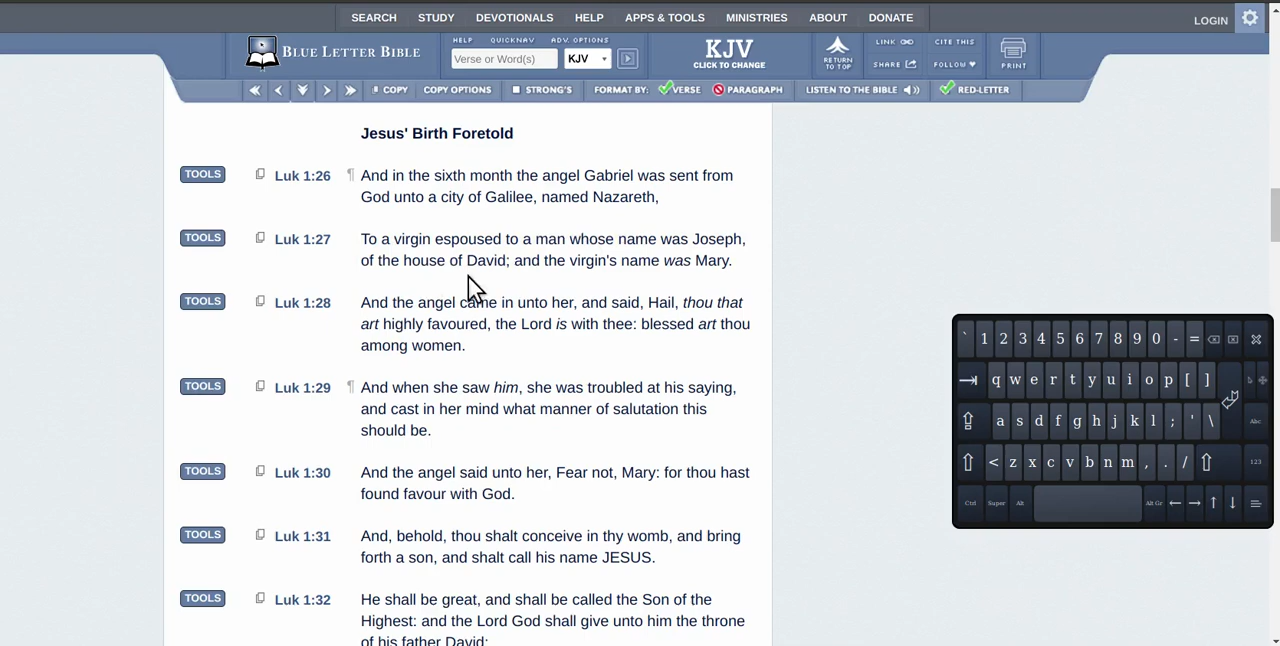 SEARCH STUDY DEVOTIONALS HELP APPS & TOOLS MINISTRIES ABOUT DONATE
LOGIN
BLUE LETTER BIBLE
HELP QUICKNAV ADV. OPTIONS
Verse or Word(s) KJV
KJV
CLICK TO CHANGE
RETURN
TO TOP
LINK CITE THIS
SHARE FOLLOW
PRINT
COPY COPY OPTIONS STRONG'S FORMAT BY: VERSE PARAGRAPH LISTEN TO THE BIBLE RED-LETTER
Jesus' Birth Foretold
TOOLS Luk 1:26 ¶ And in the sixth month the angel Gabriel was sent from
God unto a city of Galilee, named Nazareth,
TOOLS Luk 1:27 To a virgin espoused to a man whose name was Joseph,
of the house of David; and the virgin's name was Mary.
TOOLS Luk 1:28 And the angel came in unto her, and said, Hail, thou that
art highly favoured, the Lord is with thee: blessed art thou
among women.
TOOLS Luk 1:29 ¶ And when she saw him, she was troubled at his saying,
and cast in her mind what manner of salutation this
should be.
TOOLS Luk 1:30 And the angel said unto her, Fear not, Mary: for thou hast
found favour with God.
TOOLS Luk 1:31 And, behold, thou shalt conceive in thy womb, and bring
forth a son, and shalt call his name JESUS.
TOOLS Luk 1:32 He shall be great, and shall be called the Son of the
Highest: and the Lord God shall give unto him the throne
of his father David:
` 1 2 3 4 5 6 7 8 9 0 - =
q w e r t y u i o p [ ]
a s d f g h j k l ; ' \ Abc
< z x c v b n m , . / 123
Ctrl Super Alt Alt Gr